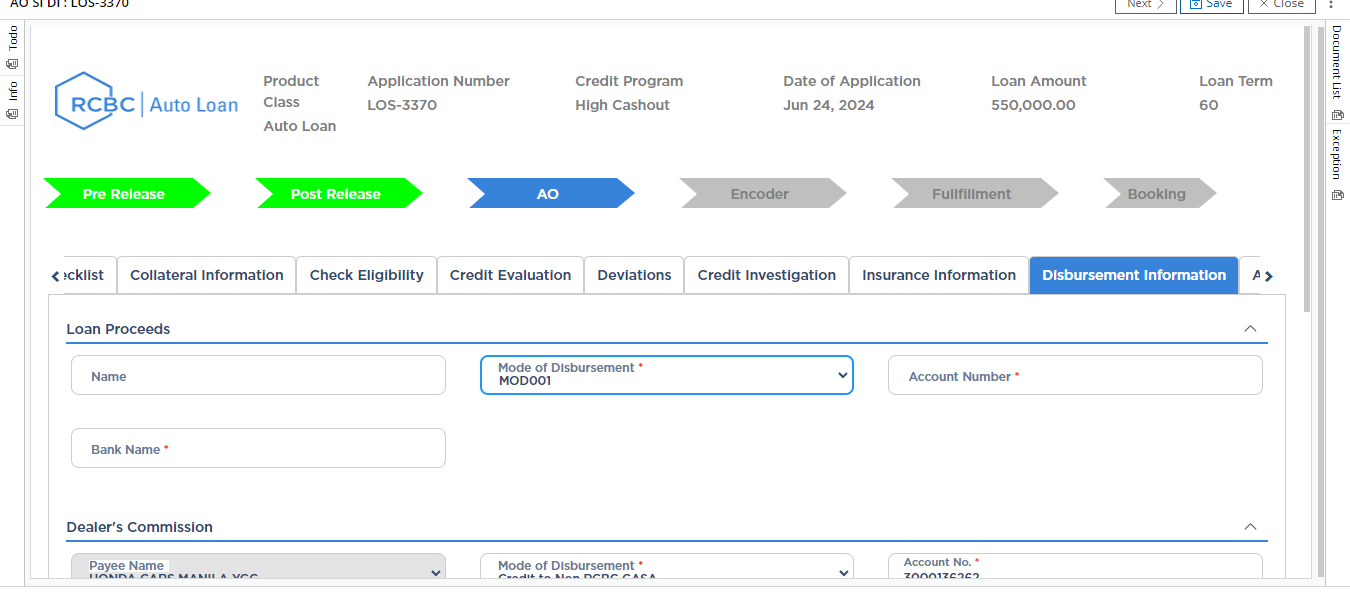 AO SI DI : LOS-3370
Next
Save
Close
Todo
Info
Document List
Exception
RCBC | Auto Loan
Product Class
Auto Loan
Application Number
LOS-3370
Credit Program
High Cashout
Date of Application
Jun 24, 2024
Loan Amount
550,000.00
Loan Term
60
Pre Release
Post Release
AO
Encoder
Fullfillment
Booking
ecklist
Collateral Information
Check Eligibility
Credit Evaluation
Deviations
Credit Investigation
Insurance Information
Disbursement Information
A
Loan Proceeds
Name
Mode of Disbursement *
MOD001
Account Number *
Bank Name *
Dealer's Commission
Payee Name
HONDA CARS MANILA-YGC
Mode of Disbursement *
Credit to Non RCBC CASA
Account No. *
3000136262